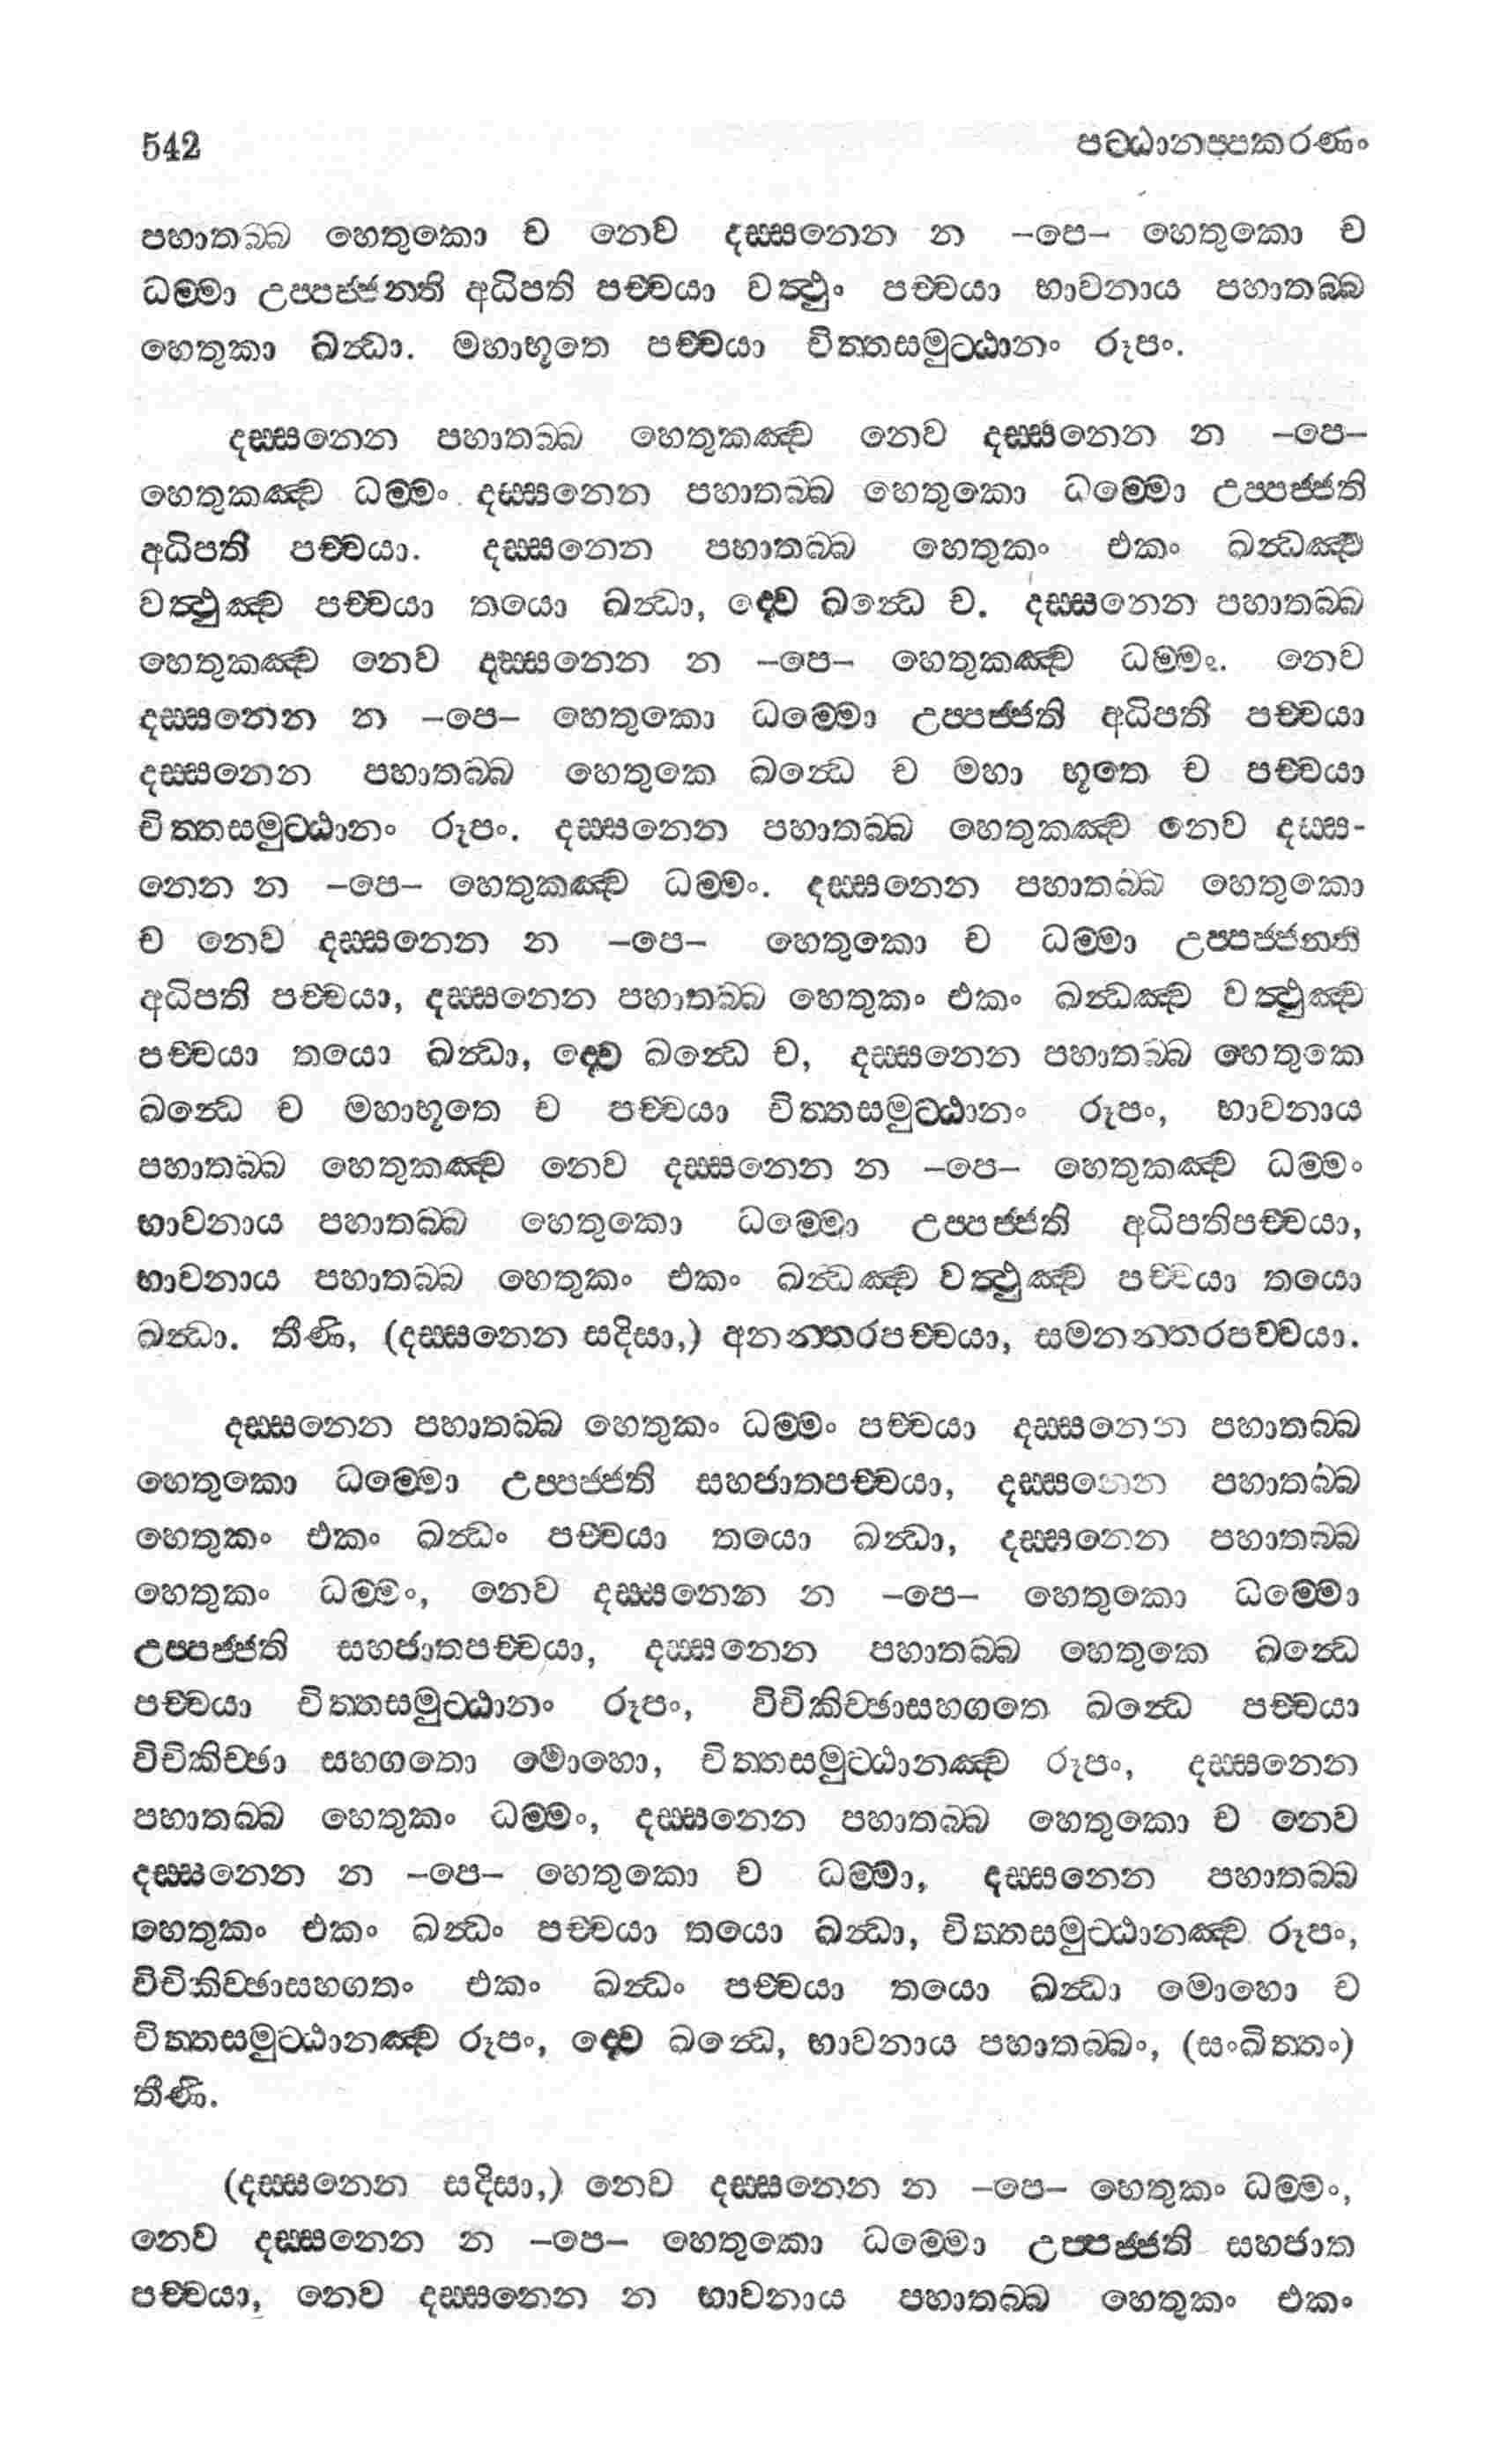 542 පට්ඨානප්පකරණං
පහාතබ්බ හෙතුකො ච නෙව දස්සනෙන න –පෙ– හෙතුකො ච
ධම්මා උප්පජ්ජන්ති අධිපති පච්චයා වත්ථුං පච්චයා භාවනාය පහාතබ්බ
හෙතුකා ඛන්ධා. මහාභූතෙ පච්චයා චිත්තසමුට්ඨානං රූපං.
දස්සනෙන පහාතබ්බ හෙතුකඤ්ච නෙව දස්සනෙන න –පෙ–
හෙතුකඤ්ච ධම්මං දස්සනෙන පහාතබ්බ හෙතුකො ධම්මො උප්පජ්ජති
අධිපති පච්චයා. දස්සනෙන පහාතබ්බ හෙතුකං එකං ඛන්ධඤ්ච
වත්ථුඤ්ච පච්චයා තයො ඛන්ධා, ද්වෙ ඛන්ධෙ ච. දස්සනෙන පහාතබ්බ
හෙතුකඤ්ච නෙව දස්සනෙන න –පෙ– හෙතුකඤ්ච ධම්මං. නෙව
දස්සනෙන න –පෙ– හෙතුකො ධම්මො උප්පජ්ජති අධිපති පච්චයා
දස්සනෙන පහාතබ්බ හෙතුකෙ ඛන්ධෙ ච මහා භූතෙ ච පච්චයා
චිත්තසමුට්ඨානං රූපං. දස්සනෙන පහාතබ්බ හෙතුකඤ්ච නෙව දස්ස-
නෙන න –පෙ– හෙතුකඤ්ච ධම්මං. දස්සනෙන පහාතබ්බ හෙතුකො
ච නෙව දස්සනෙන න –පෙ– හෙතුකො ච ධම්මා උප්පජ්ජන්ති
අධිපති පච්චයා, දස්සනෙන පහාතබ්බ හෙතුකං එකං ඛන්ධඤ්ච වත්ථුඤ්ච
පච්චයා තයො ඛන්ධා, ද්වෙ ඛන්ධෙ ච, දස්සනෙන පහාතබ්බ හෙතුකෙ
ඛන්ධෙ ච මහාභූතෙ ච පච්චයා චිත්තසමුට්ඨානං රූපං, භාවනාය
පහාතබ්බ හෙතුකඤ්ච නෙව දස්සනෙන න –පෙ– හෙතුකඤ්ච ධම්මං
භාවනාය පහාතබ්බ හෙතුකො ධම්මො උප්පජ්ජති අධිපතිපච්චයා,
භාවනාය පහාතබ්බ හෙතුකං එකං ඛන්ධඤ්ච වත්ථුඤ්ච පච්චයා තයො
ඛන්ධා. තීණි, (දස්සනෙන සදිසා,) අනන්තරපච්චයා, සමනන්තරපච්චයා.
දස්සනෙන පහාතබ්බ හෙතුකං ධම්මං පච්චයා දස්සනෙන පහාතබ්බ
හෙතුකො ධම්මො උප්පජ්ජති සහජාතපච්චයා, දස්සනෙන පහාතබ්බ
හෙතුකං එකං ඛන්ධං පච්චයා තයො ඛන්ධා, දස්සනෙන පහාතබ්බ
හෙතුකං ධම්මං, නෙව දස්සනෙන න –පෙ– හෙතුකො ධම්මො
උප්පජ්ජති සහජාතපච්චයා, දස්සනෙන පහාතබ්බ හෙතුකෙ ඛන්ධෙ
පච්චයා චිත්තසමුට්ඨානං රූපං, විචිකිච්ඡාසහගතෙ ඛන්ධෙ පච්චයා
විචිකිච්ඡා සහගතො මොහො, චිත්තසමුට්ඨානඤ්ච රූපං, දස්සනෙන
පහාතබ්බ හෙතුකං ධම්මං, දස්සනෙන පහාතබ්බ හෙතුකො ච නෙව
දස්සනෙන න –පෙ– හෙතුකො ච ධම්මා, දස්සනෙන පහාතබ්බ
හෙතුකං එකං ඛන්ධං පච්චයා තයො ඛන්ධා, චිත්තසමුට්ඨානඤ්ච රූපං,
විචිකිච්ඡාසහගතං එකං ඛන්ධං පච්චයා තයො ඛන්ධා මොහො ච
චිත්තසමුට්ඨානඤ්ච රූපං, ද්වෙ ඛන්ධෙ, භාවනාය පහාතබ්බං, (සංඛිත්තං)
තීණි.
(දස්සනෙන සදිසා,) නෙව දස්සනෙන න –පෙ– හෙතුකං ධම්මං,
නෙව දස්සනෙන න –පෙ– හෙතුකො ධම්මො උප්පජ්ජති සහජාත
පච්චයා, නෙව දස්සනෙන න භාවනාය පහාතබ්බ හෙතුකං එකං